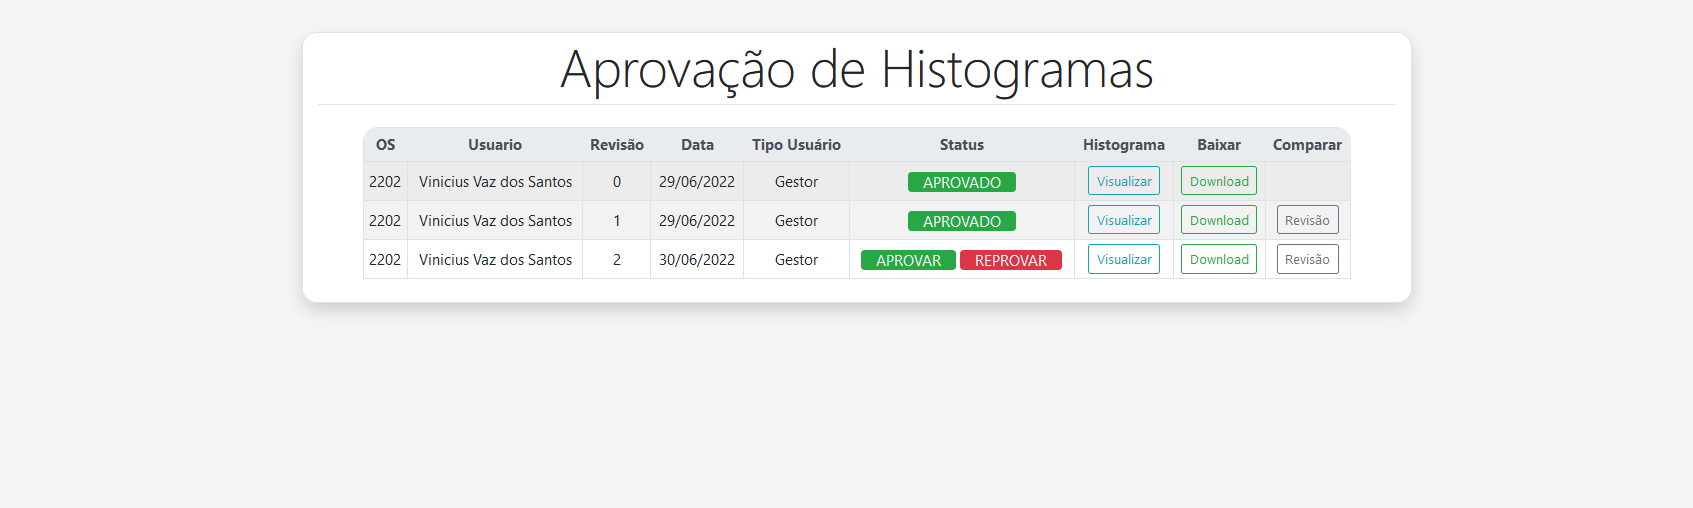 Aprovação de Histogramas
OS Usuario Revisão Data Tipo Usuário Status Histograma Baixar Comparar
2202 Vinicius Vaz dos Santos 0 29/06/2022 Gestor APROVADO Visualizar Download
2202 Vinicius Vaz dos Santos 1 29/06/2022 Gestor APROVADO Visualizar Download Revisão
2202 Vinicius Vaz dos Santos 2 30/06/2022 Gestor APROVAR REPROVAR Visualizar Download Revisão